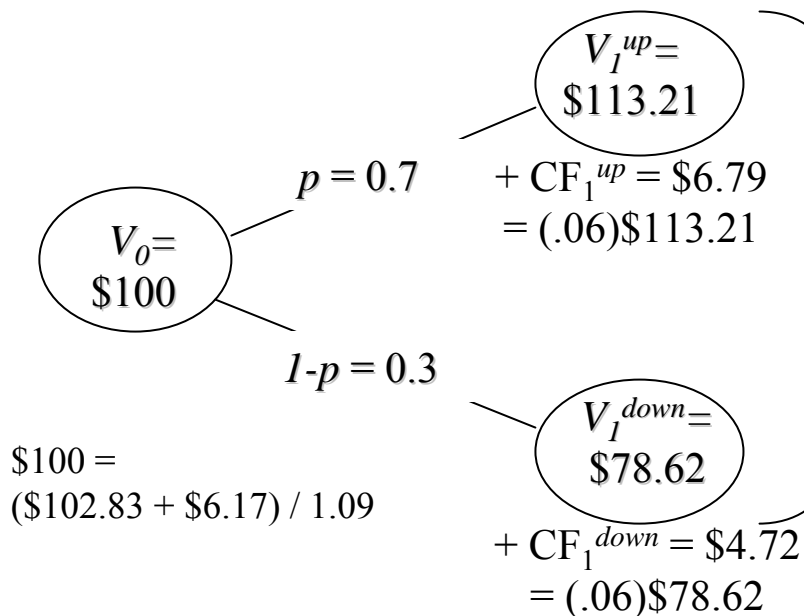 V₁ᵘᵖ=
$113.21
p = 0.7
+ CF₁ᵘᵖ = $6.79
= (.06)$113.21
V₀=
$100
1-p = 0.3
V₁ᵈᵒʷⁿ=
$78.62
$100 =
($102.83 + $6.17) / 1.09
+ CF₁ᵈᵒʷⁿ = $4.72
= (.06)$78.62